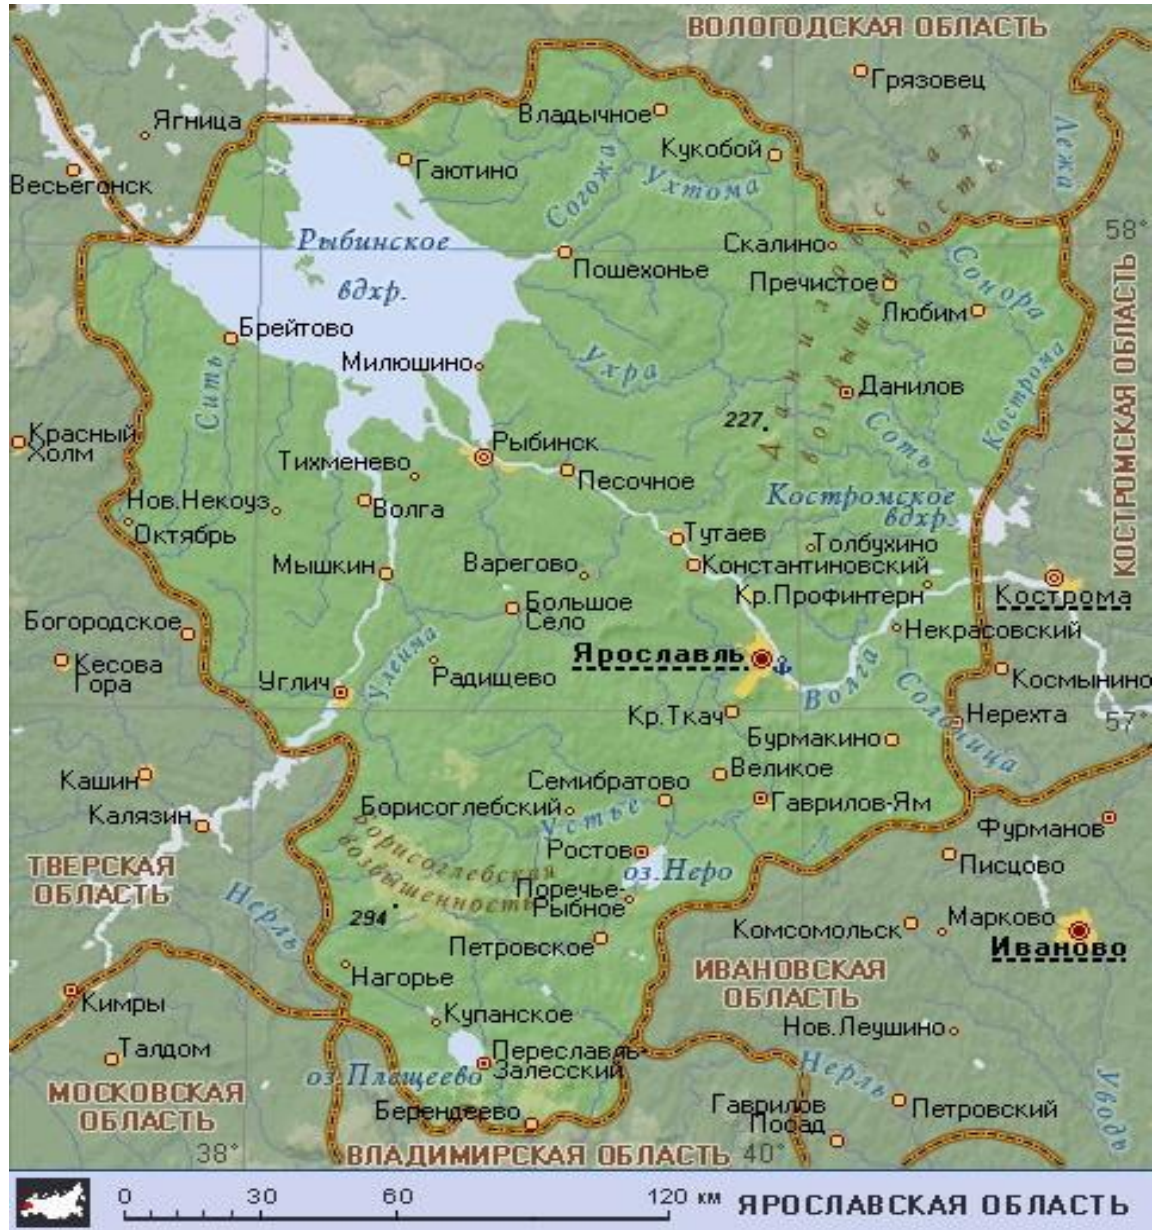 ВОЛОГОДСКАЯ ОБЛАСТЬ
Грязовец
Ягница
Владычное
Лежа
Весьегонск
Гаютино
Кукобой
Ухтома
Согожа
58°
Рыбинское
вдхр.
Скалино
Пошехонье
Пречистое
Сонора
Любим
Брейтово
Милюшино
Ухра
Данилов
Даниловская
возвышенность
Сить
Кострома
КОСТРОМСКАЯ ОБЛАСТЬ
227
Соть
Красный
Холм
Рыбинск
Тихменево
Песочное
Нов.Некоуз
Волга
Костромское
вдхр.
Октябрь
Тутаев
Толбухино
Мышкин
Варегово
Константиновский
Кр.Профинтерн
Кострома
Богородское
Большое
Село
Некрасовский
Кесова
Гора
Улейма
Ярославль
Углич
Радищево
Волга
Солоница
Космынино
Кр.Ткач
Нерехта
57°
Бурмакино
Кашин
Семибратово
Великое
Калязин
Борисоглебский
Устье
Гаврилов-Ям
Фурманов
ТВЕРСКАЯ
ОБЛАСТЬ
Борисоглебская
возвышенность
Ростов
оз.Неро
Писцово
Нерль
294
Поречье-
Рыбное
Петровское
Комсомольск
Марково
Иваново
Нагорье
ИВАНОВСКАЯ
ОБЛАСТЬ
Кимры
Купанское
Нов.Леушино
Талдом
Переславль-
Залесский
оз.Плещеево
Нерль
Уводь
МОСКОВСКАЯ
ОБЛАСТЬ
Берендеево
Гаврилов
Посад
Петровский
38°
ВЛАДИМИРСКАЯ ОБЛАСТЬ
40°
0 30 60 120 км
ЯРОСЛАВСКАЯ ОБЛАСТЬ